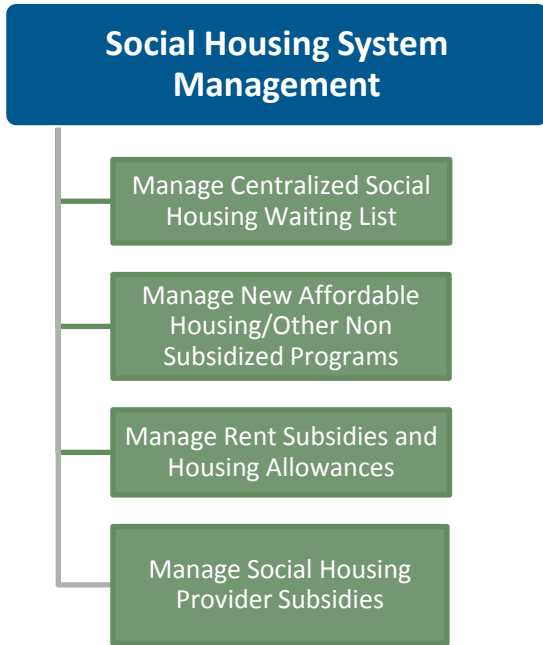 Social Housing System
Management
Manage Centralized Social
Housing Waiting List
Manage New Affordable
Housing/Other Non
Subsidized Programs
Manage Rent Subsidies and
Housing Allowances
Manage Social Housing
Provider Subsidies